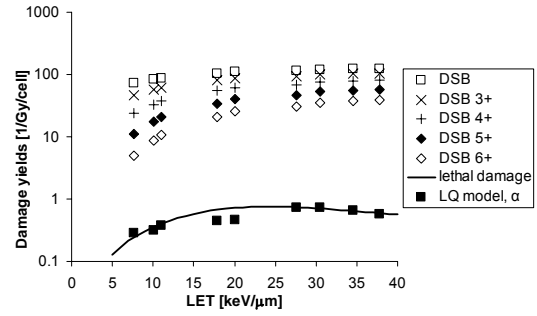 1000
100
10
1
0.1
Damage yields [1/Gy/cell]
0 5 10 15 20 25 30 35 40
LET [keV/μm]
DSB
DSB 3+
DSB 4+
DSB 5+
DSB 6+
lethal damage
LQ model, α